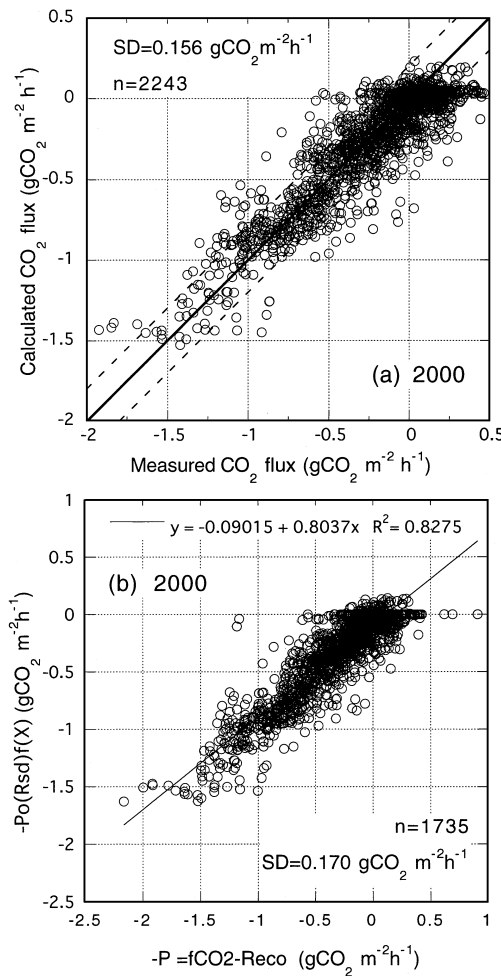 SD=0.156 gCO2m-2h-1
n=2243
0.5
0
-0.5
-1
-1.5
-2
Calculated CO2 flux (gCO2 m-2 h-1)
(a) 2000
-2 -1.5 -1 -0.5 0 0.5
Measured CO2 flux (gCO2 m-2 h-1)
1
0.5
0
-0.5
-1
-1.5
-2
-2.5
-Po(Rsd)f(X) (gCO2 m-2h-1)
y = -0.09015 + 0.8037x R2= 0.8275
(b) 2000
n=1735
SD=0.170 gCO2 m-2h-1
-2.5 -2 -1.5 -1 -0.5 0 0.5 1
-P =fCO2-Reco (gCO2 m-2h-1)